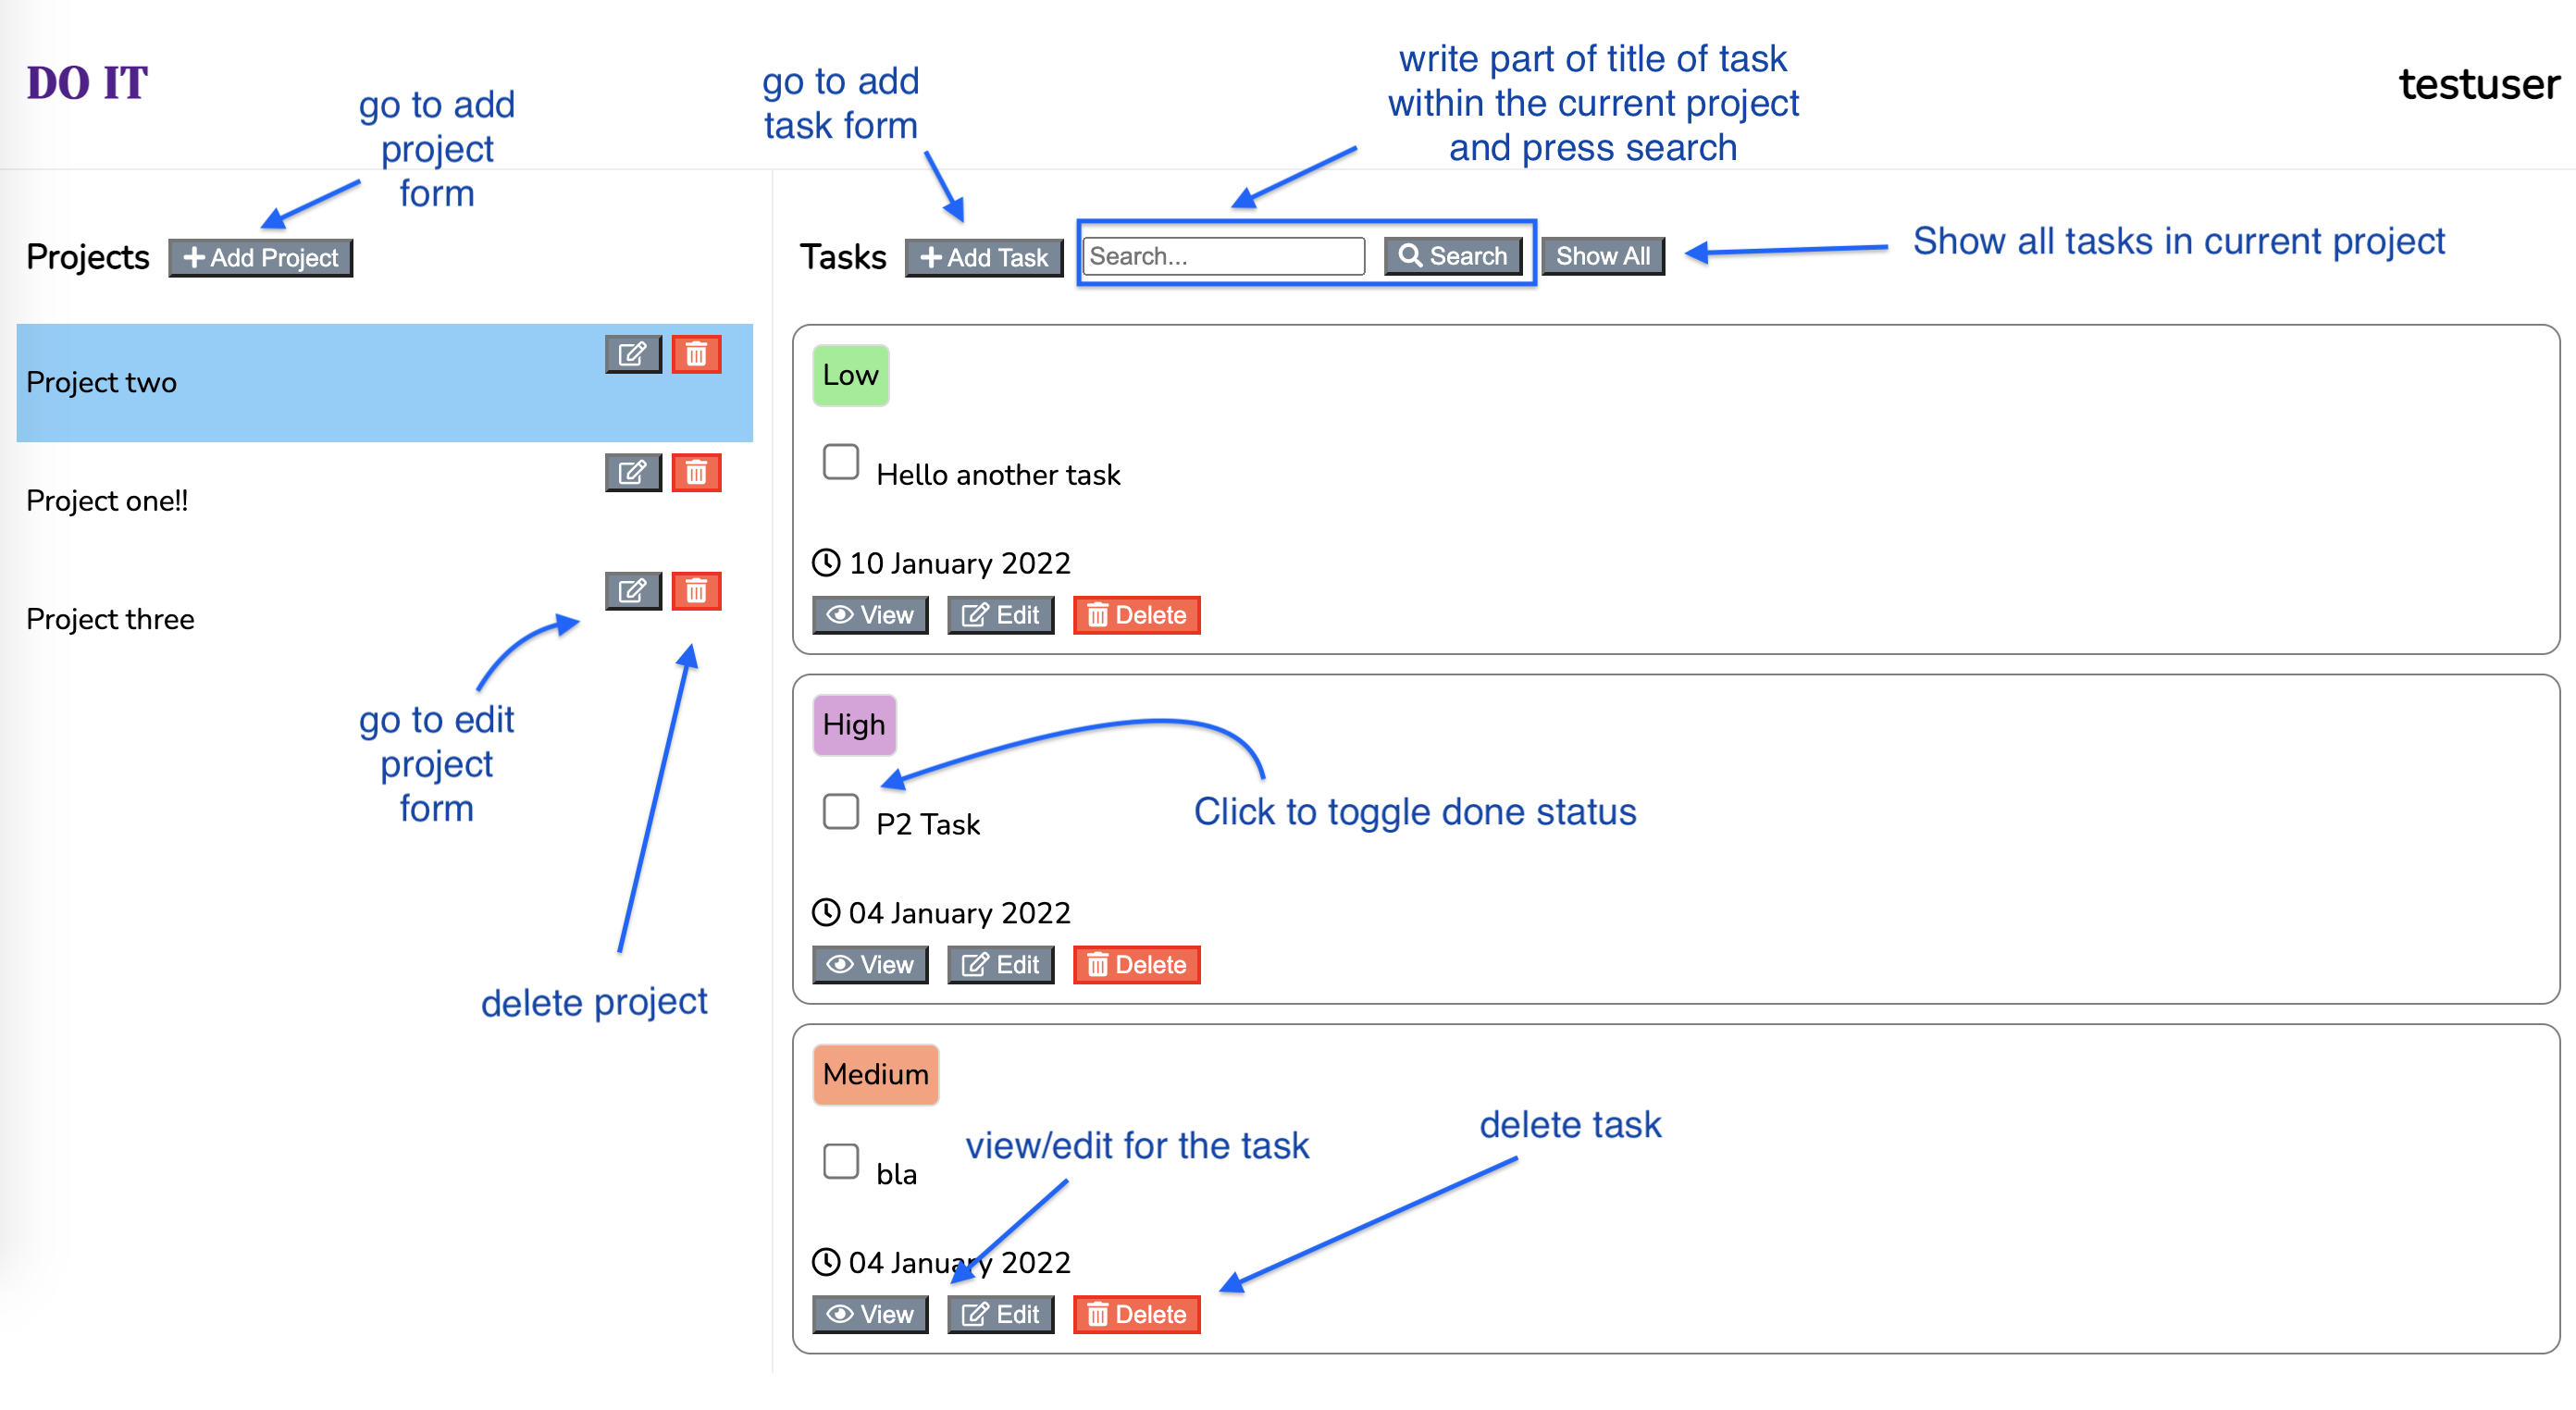 DO IT
go to add
project
form
go to add
task form
write part of title of task
within the current project
and press search
testuser
Projects
Add Project
Tasks
Add Task
Search...
Search
Show All
Show all tasks in current project
Project two
Project one!!
Project three
go to edit
project
form
delete project
Low
Hello another task
10 January 2022
View Edit Delete
High
P2 Task
Click to toggle done status
04 January 2022
View Edit Delete
Medium
bla
view/edit for the task
delete task
04 January 2022
View Edit Delete